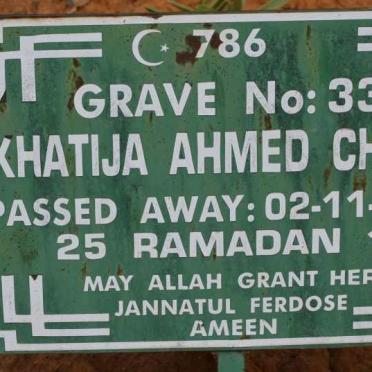 786
GRAVE No: 33
KHATIJA AHMED CH
PASSED AWAY: 02-11-
25 RAMADAN
MAY ALLAH GRANT HER
JANNATUL FERDOSE
AMEEN